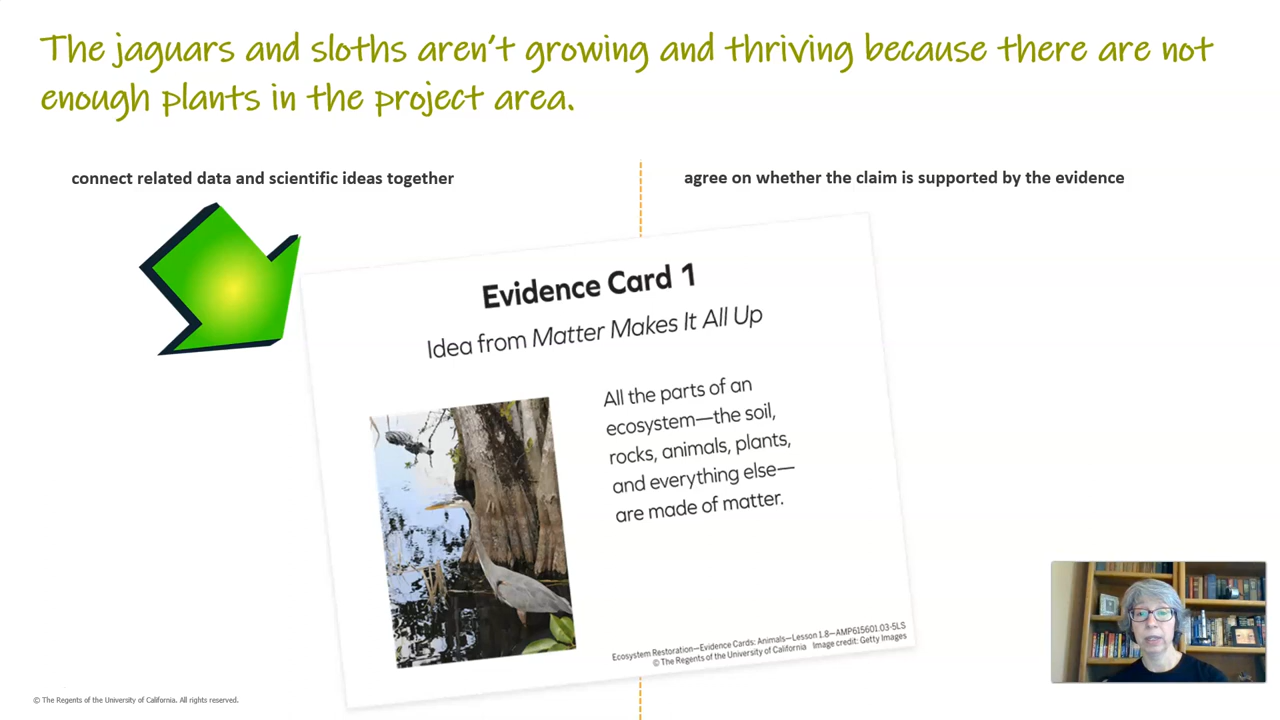 The jaguars and sloths aren't growing and thriving because there are not
enough plants in the project area.
connect related data and scientific ideas together
agree on whether the claim is supported by the evidence
Evidence Card 1
Idea from Matter Makes It All Up
All the parts of an
ecosystem—the soil,
rocks, animals, plants,
and everything else—
are made of matter.
Ecosystem Restoration—Evidence Cards: Animals—Lesson 1.8—AMP615601.03-5LS
© The Regents of the University of California Image credit: Getty Images
© The Regents of the University of California. All rights reserved.